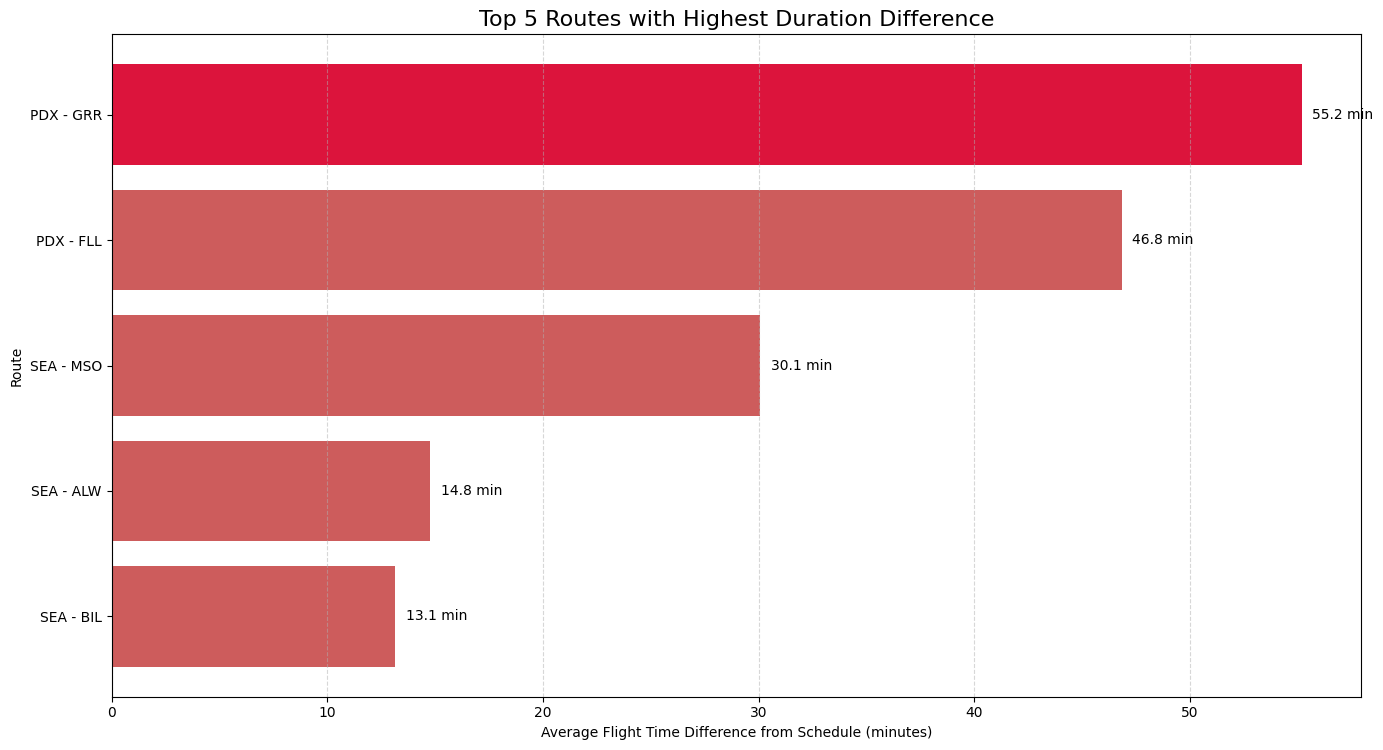 Top 5 Routes with Highest Duration Difference
PDX - GRR
55.2 min
PDX - FLL
46.8 min
SEA - MSO
30.1 min
SEA - ALW
14.8 min
SEA - BIL
13.1 min
Route
0 10 20 30 40 50
Average Flight Time Difference from Schedule (minutes)